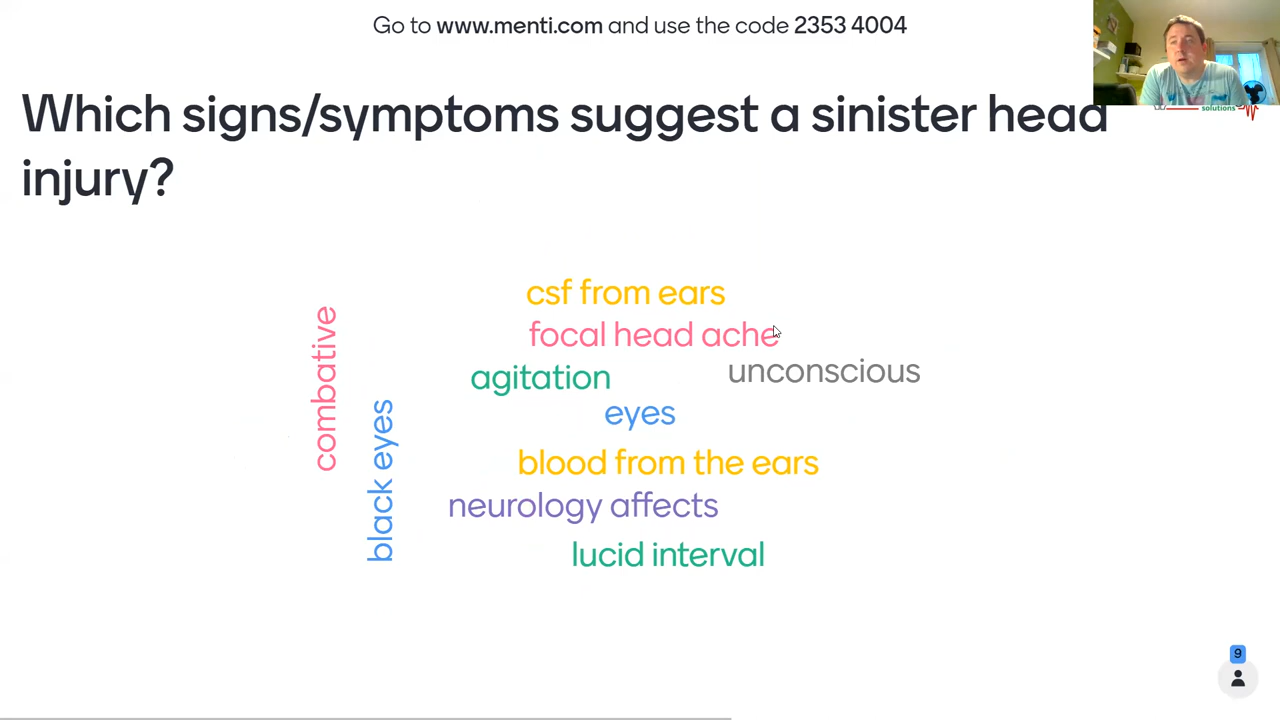 Go to www.menti.com and use the code 2353 4004
solutions
Which signs/symptoms suggest a sinister head
injury?
csf from ears
focal head ache
combative
agitation
unconscious
black eyes
eyes
blood from the ears
neurology affects
lucid interval
9